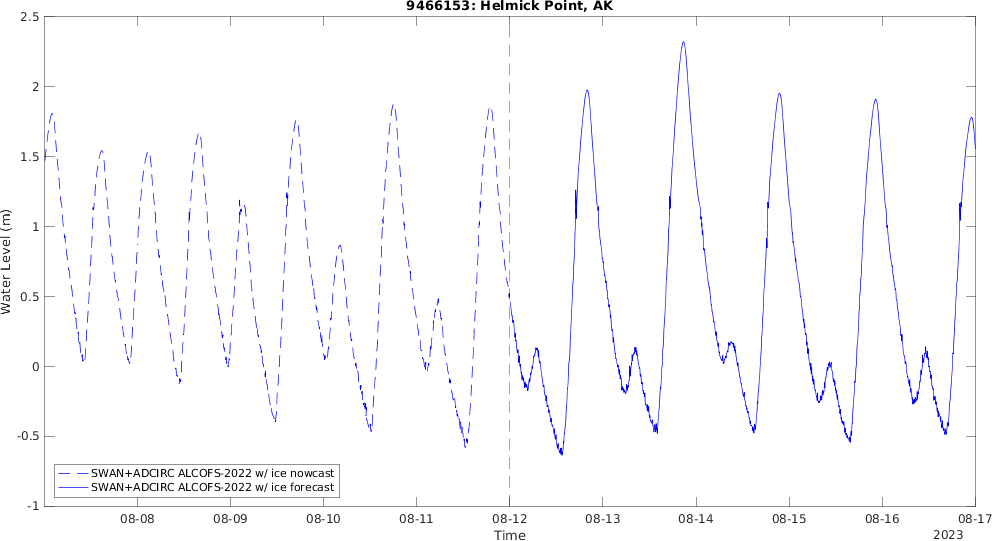 9466153: Helmick Point, AK
2.5
2
1.5
1
0.5
0
-0.5
-1
Water Level (m)
SWAN+ADCIRC ALCOFS-2022 w/ ice nowcast
SWAN+ADCIRC ALCOFS-2022 w/ ice forecast
08-08 08-09 08-10 08-11 08-12 08-13 08-14 08-15 08-16 08-17
Time
2023